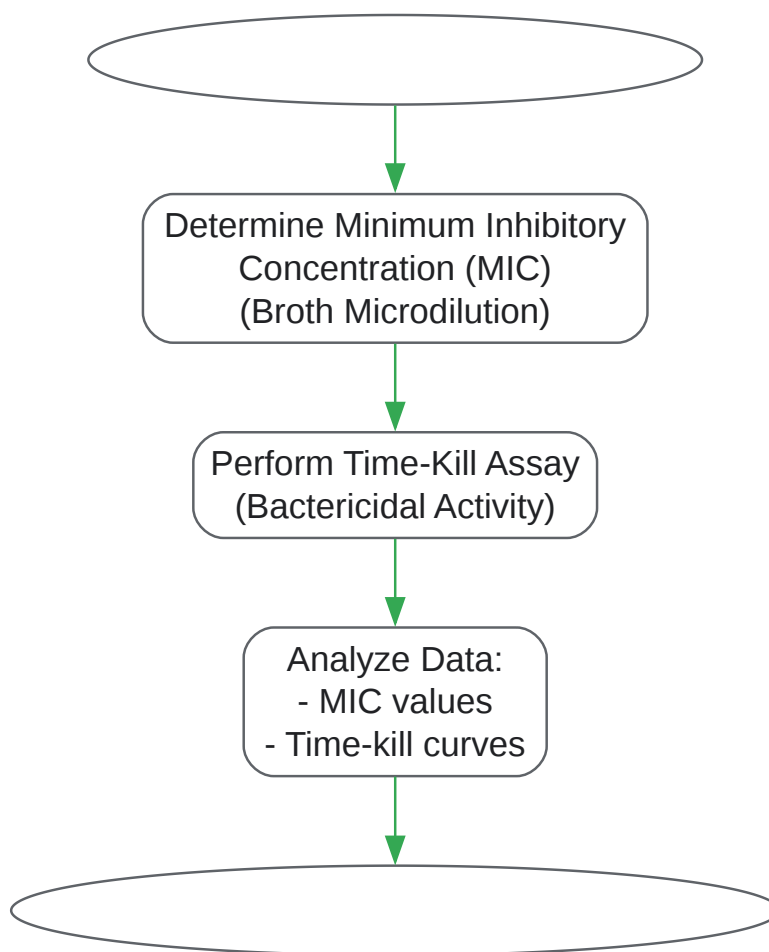 Determine Minimum Inhibitory
Concentration (MIC)
(Broth Microdilution)
Perform Time-Kill Assay
(Bactericidal Activity)
Analyze Data:
- MIC values
- Time-kill curves